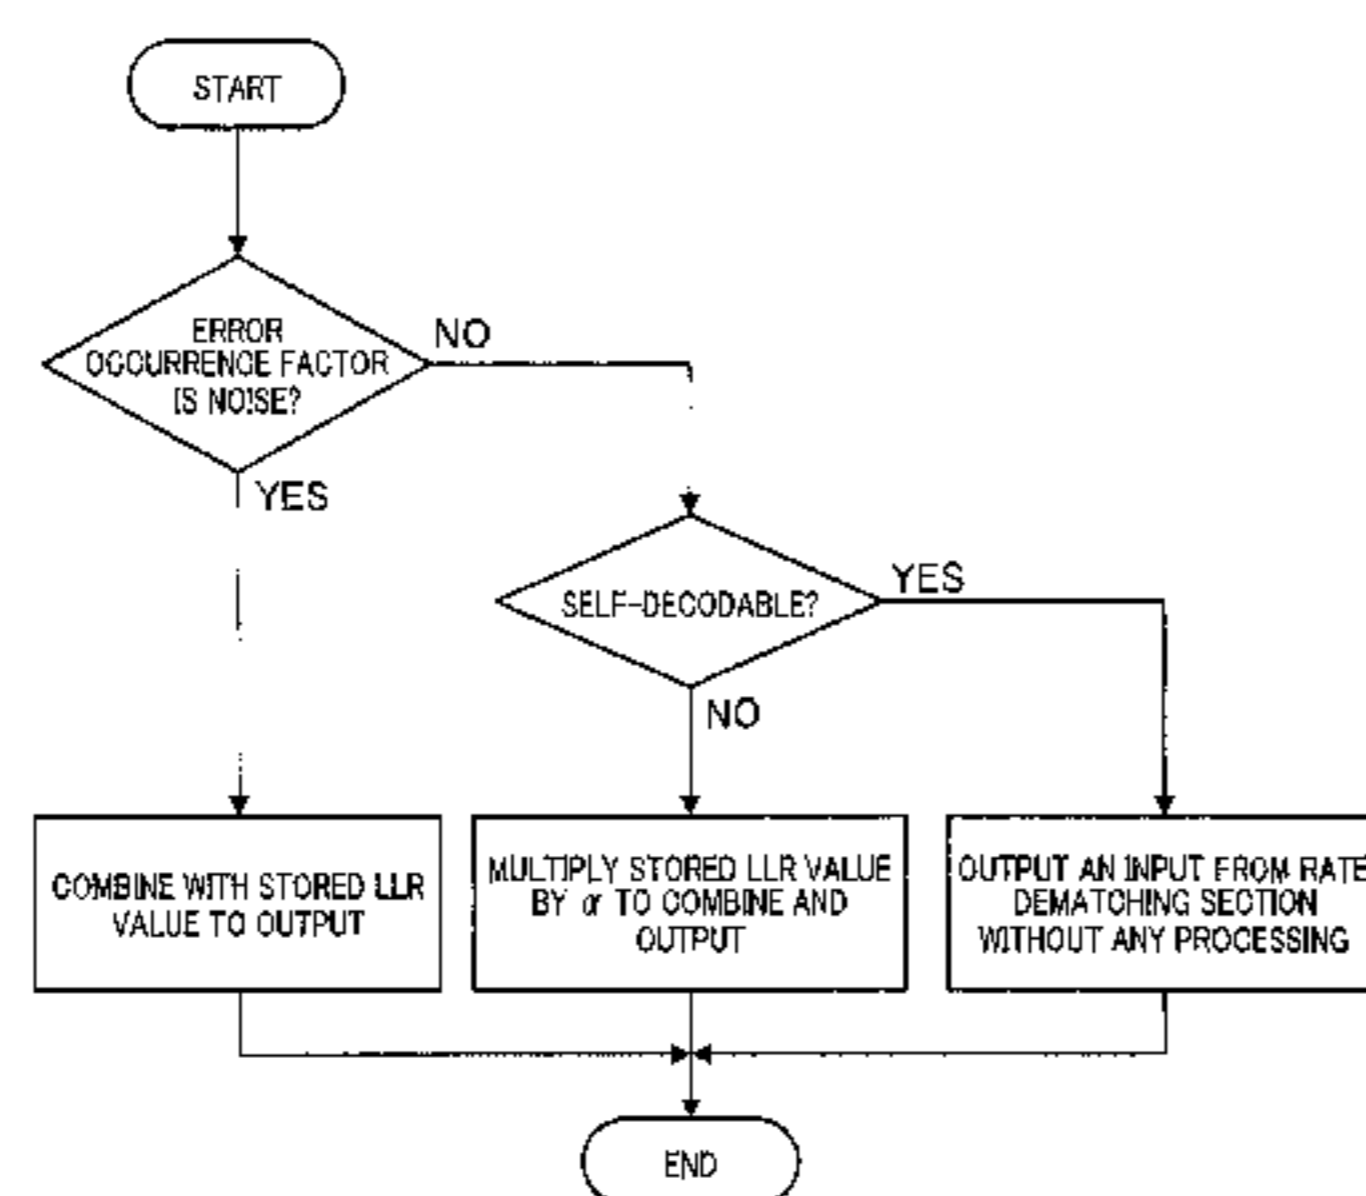 START
ERROR
OCCURRENCE FACTOR
IS NOISE?
NO
YES
SELF-DECODABLE?
YES
NO
COMBINE WITH STORED LLR
VALUE TO OUTPUT
MULTIPLY STORED LLR VALUE
BY α TO COMBINE AND
OUTPUT
OUTPUT AN INPUT FROM RATE
DEMATCHING SECTION
WITHOUT ANY PROCESSING
END